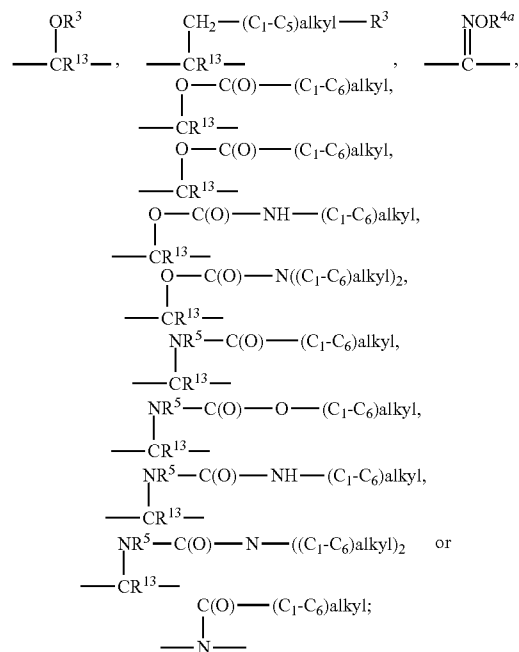 OR³ CH₂—(C₁-C₅)alkyl—R³ NOR⁴ᵃ
—CR¹³—, —CR¹³— , —C—,
O—C(O)—(C₁-C₆)alkyl,
—CR¹³—
O—C(O)—(C₁-C₆)alkyl,
—CR¹³—
O—C(O)—NH—(C₁-C₆)alkyl,
—CR¹³—
O—C(O)—N((C₁-C₆)alkyl)₂,
—CR¹³—
NR⁵—C(O)—(C₁-C₆)alkyl,
—CR¹³—
NR⁵—C(O)—O—(C₁-C₆)alkyl,
—CR¹³—
NR⁵—C(O)—NH—(C₁-C₆)alkyl,
—CR¹³—
NR⁵—C(O)—N—((C₁-C₆)alkyl)₂ or
—CR¹³—
C(O)—(C₁-C₆)alkyl;
—N—